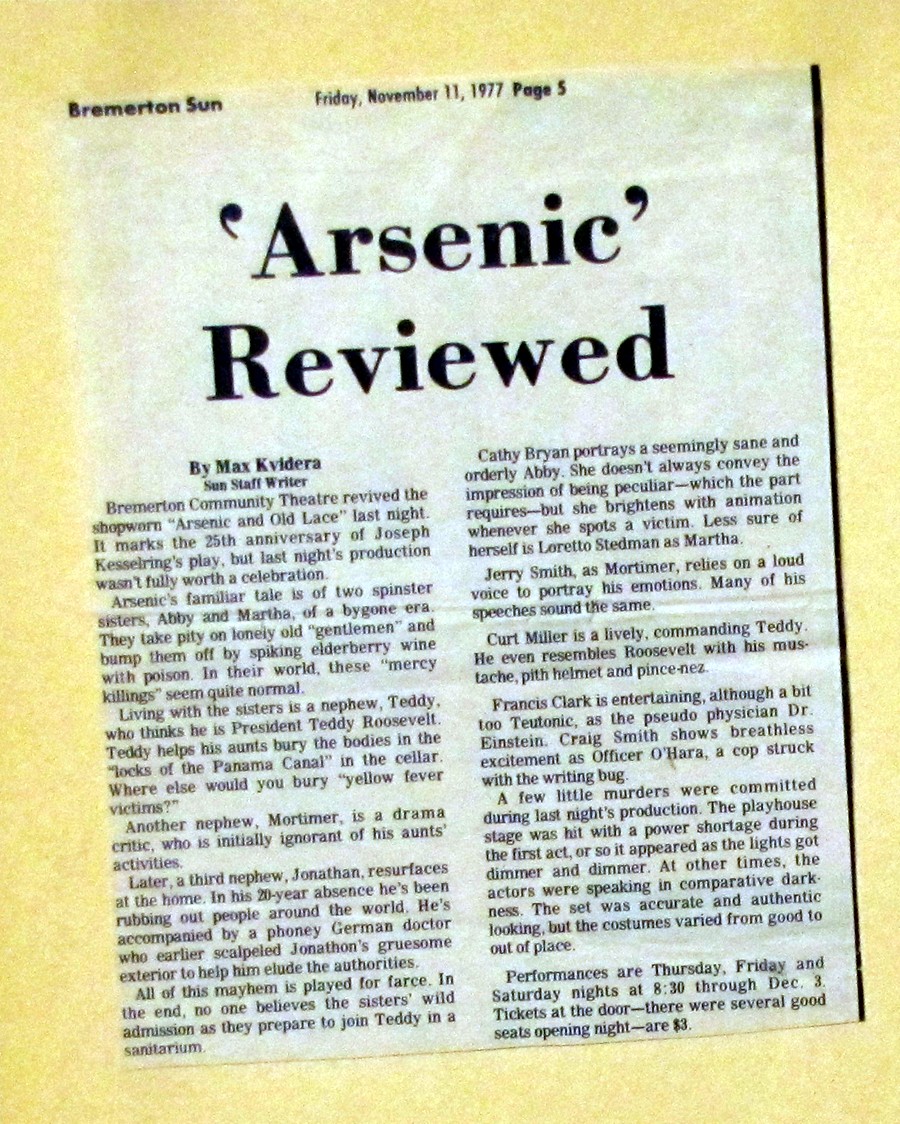 Bremerton Sun Friday, November 11, 1977 Page 5
‘Arsenic’
Reviewed
By Max Kvidera
Sun Staff Writer
Bremerton Community Theatre revived the
shopworn “Arsenic and Old Lace” last night.
It marks the 25th anniversary of Joseph
Kesselring's play, but last night's production
wasn't fully worth a celebration.
Arsenic's familiar tale is of two spinster
sisters, Abby and Martha, of a bygone era.
They take pity on lonely old “gentlemen” and
bump them off by spiking elderberry wine
with poison. In their world, these “mercy
killings” seem quite normal.
Living with the sisters is a nephew, Teddy,
who thinks he is President Teddy Roosevelt.
Teddy helps his aunts bury the bodies in the
“locks of the Panama Canal” in the cellar.
Where else would you bury “yellow fever
victims?”
Another nephew, Mortimer, is a drama
critic, who is initially ignorant of his aunts'
activities.
Later, a third nephew, Jonathan, resurfaces
at the home. In his 20-year absence he's been
rubbing out people around the world. He's
accompanied by a phoney German doctor
who earlier scalpeled Jonathon's gruesome
exterior to help him elude the authorities.
All of this mayhem is played for farce. In
the end, no one believes the sisters' wild
admission as they prepare to join Teddy in a
sanitarium.
Cathy Bryan portrays a seemingly sane and
orderly Abby. She doesn't always convey the
impression of being peculiar—which the part
requires—but she brightens with animation
whenever she spots a victim. Less sure of
herself is Loretto Stedman as Martha.
Jerry Smith, as Mortimer, relies on a loud
voice to portray his emotions. Many of his
speeches sound the same.
Curt Miller is a lively, commanding Teddy.
He even resembles Roosevelt with his mus-
tache, pith helmet and pince-nez.
Francis Clark is entertaining, although a bit
too Teutonic, as the pseudo physician Dr.
Einstein. Craig Smith shows breathless
excitement as Officer O'Hara, a cop struck
with the writing bug.
A few little murders were committed
during last night's production. The playhouse
stage was hit with a power shortage during
the first act, or so it appeared as the lights got
dimmer and dimmer. At other times, the
actors were speaking in comparative dark-
ness. The set was accurate and authentic
looking, but the costumes varied from good to
out of place.
Performances are Thursday, Friday and
Saturday nights at 8:30 through Dec. 3.
Tickets at the door—there were several good
seats opening night—are $3.